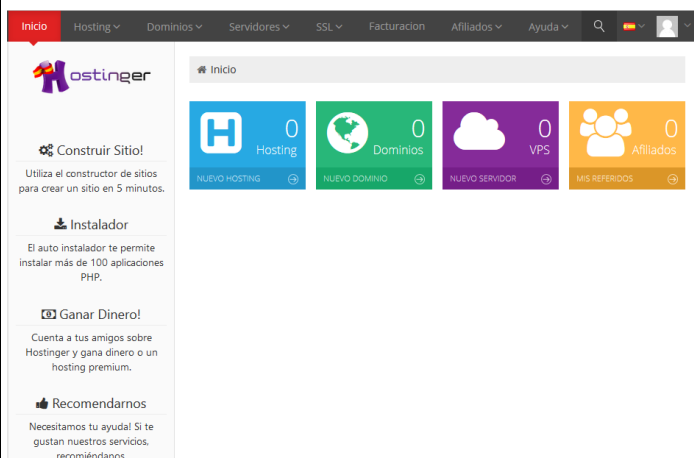 Inicio Hosting Dominios Servidores SSL Facturacion Afiliados Ayuda
Hostinger
Inicio
0
Hosting
NUEVO HOSTING
0
Dominios
NUEVO DOMINIO
0
VPS
NUEVO SERVIDOR
0
Afiliados
MIS REFERIDOS
Construir Sitio!
Utiliza el constructor de sitios
para crear un sitio en 5 minutos.
Instalador
El auto instalador te permite
instalar más de 100 aplicaciones
PHP.
Ganar Dinero!
Cuenta a tus amigos sobre
Hostinger y gana dinero o un
hosting premium.
Recomendarnos
Necesitamos tu ayuda! Si te
gustan nuestros servicios,
recomiéndanos